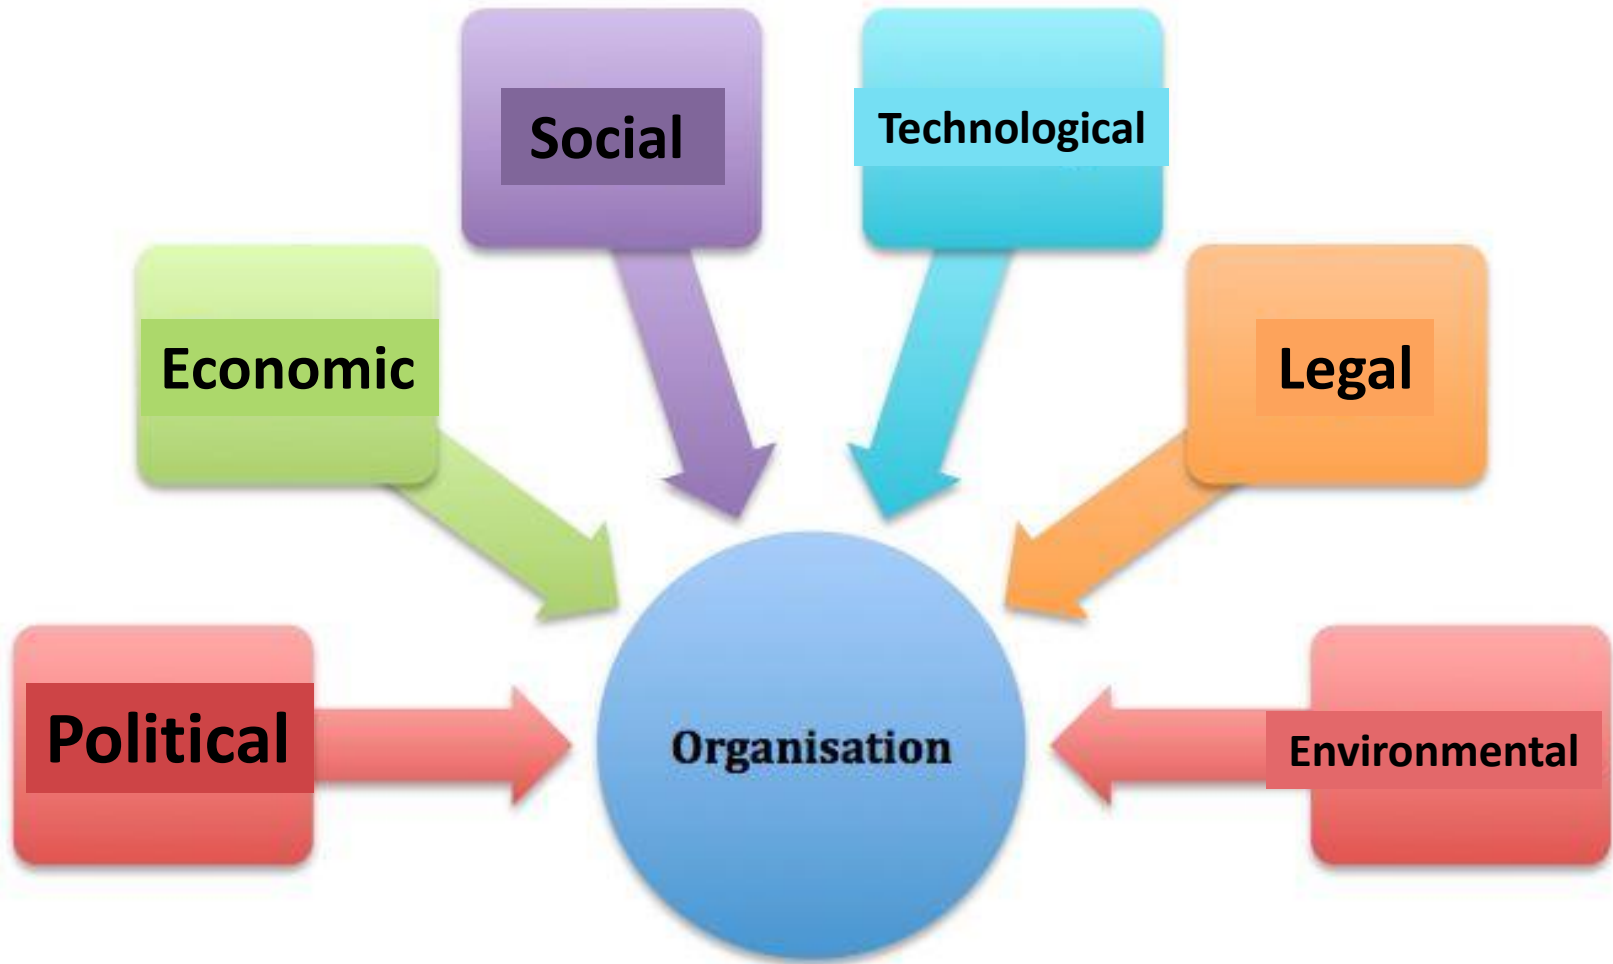 Social
Technological
Economic
Legal
Political
Organisation
Environmental